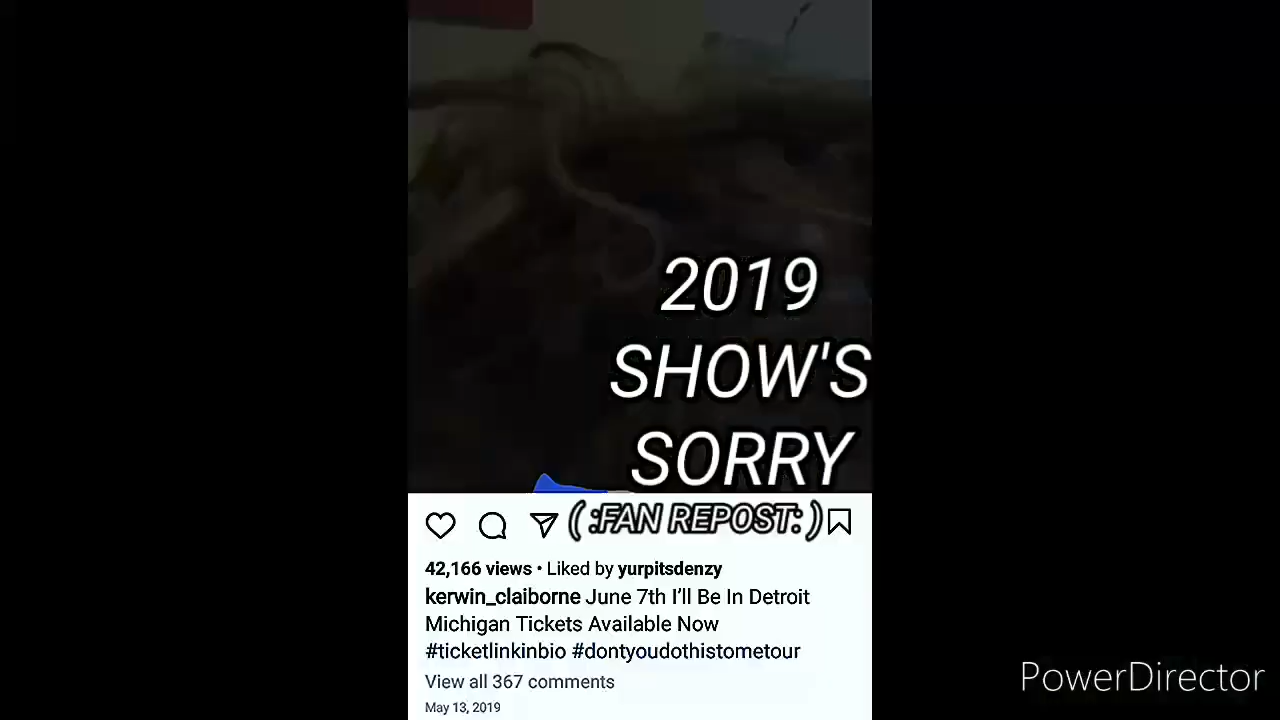 2019
SHOW'S
SORRY
( :FAN REPOST: )
42,166 views • Liked by yurpitsdenzy
kerwin_claiborne June 7th I'll Be In Detroit
Michigan Tickets Available Now
#ticketlinkinbio #dontyoudothistometour
View all 367 comments
May 13, 2019
PowerDirector